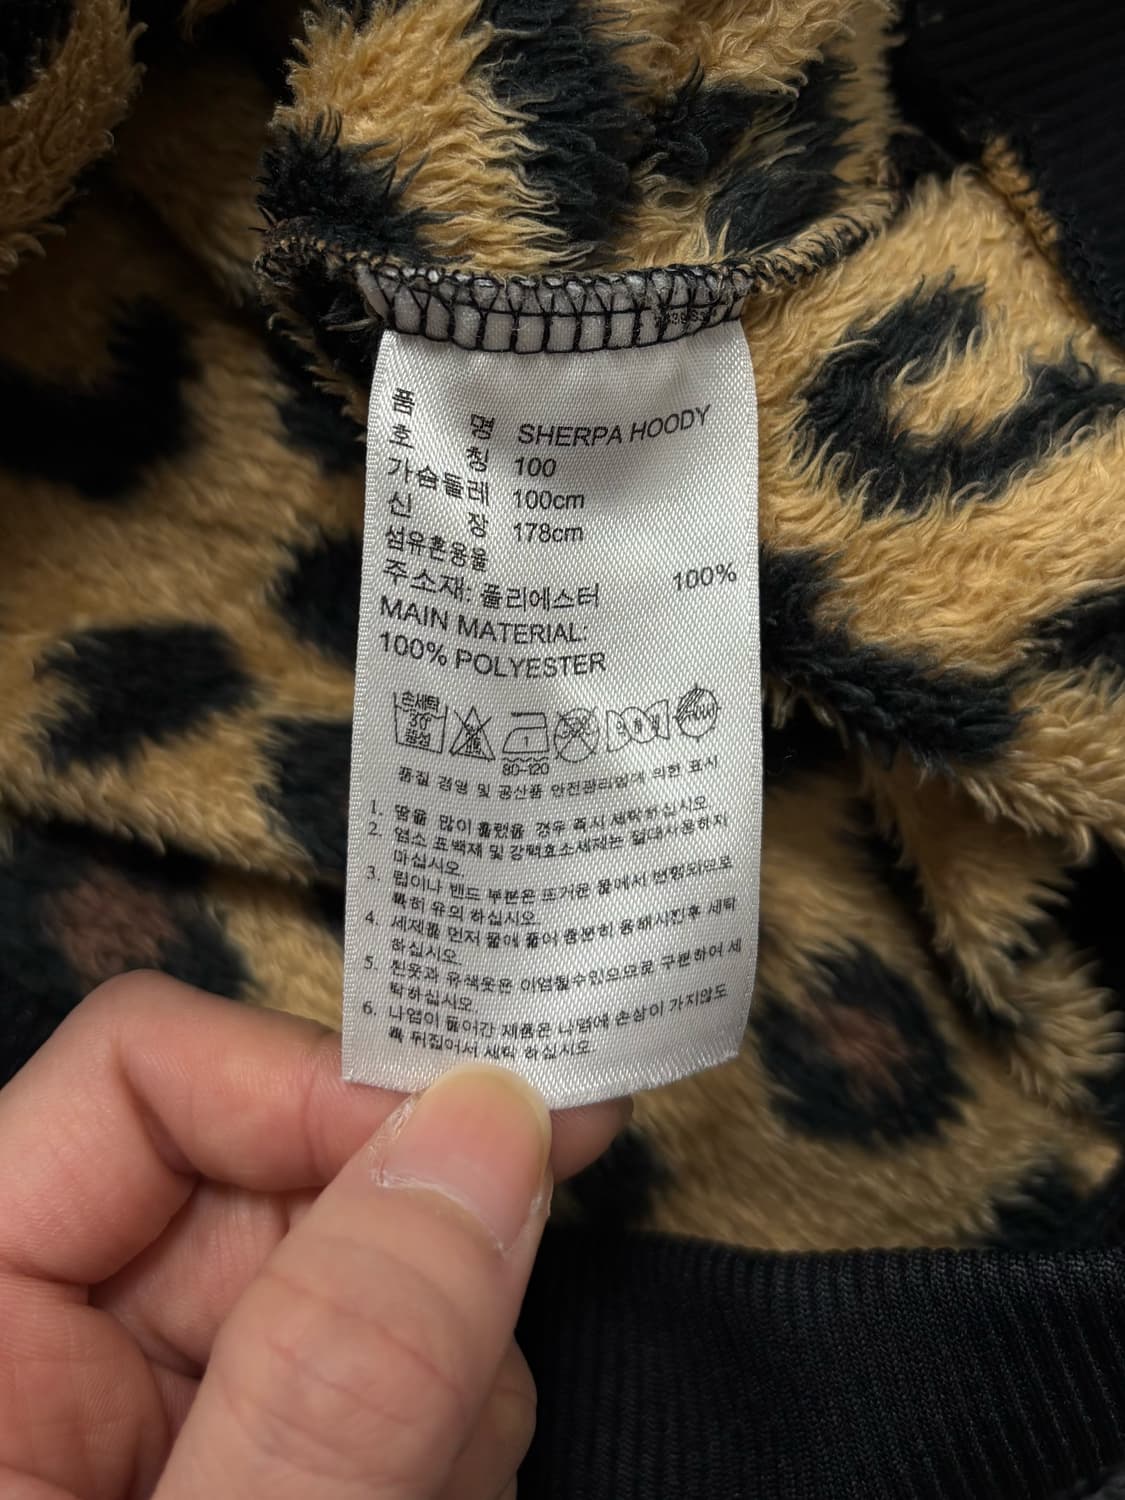 품 명 SHERPA HOODY
호 칭 100
가슴둘레 100cm
신 장 178cm
섬유혼용율
주소재: 폴리에스터 100%
MAIN MATERIAL:
100% POLYESTER
손세탁
30°
중성
80~120
품질 경영 및 공산품 안전관리법에 의한 표시
1. 땀을 많이 흘렸을 경우 즉시 세탁하십시오
2. 염소 표백제 및 강력효소세제는 절대사용하지
마십시오.
3. 립이나 밴드 부분은 뜨거운 물에서 변형되므로
특히 유의 하십시오.
4. 세제를 먼저 물에 풀어 충분히 용해시킨후 세탁
하십시오
5. 흰옷과 유색옷은 이염될수있으므로 구분하여 세
탁하십시오.
6. 나염이 들어간 제품은 나염에 손상이 가지않도
록 뒤집어서 세탁 하십시오.